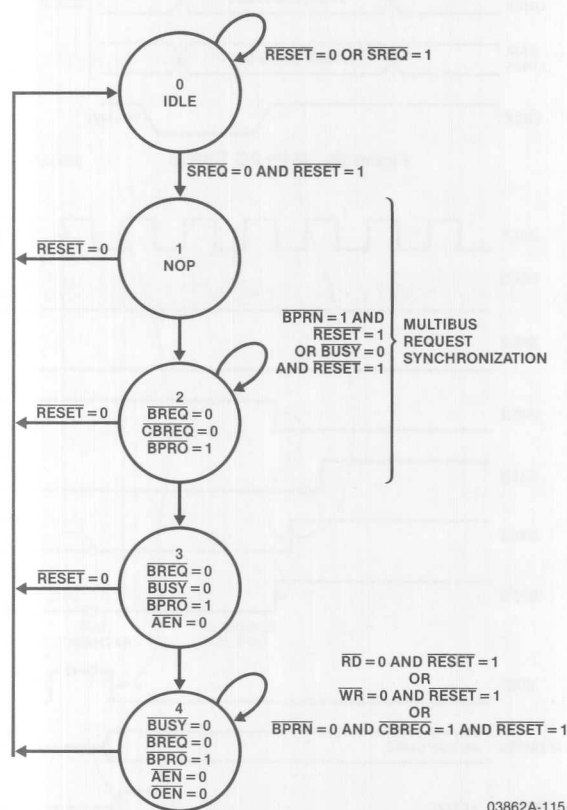 RESET = 0 OR SREQ = 1
0
IDLE
SREQ = 0 AND RESET = 1
RESET = 0
1
NOP
BPRN = 1 AND
RESET = 1
OR BUSY = 0
AND RESET = 1
MULTIBUS
REQUEST
SYNCHRONIZATION
RESET = 0
2
BREQ = 0
CBREQ = 0
BPRO = 1
RESET = 0
3
BREQ = 0
BUSY = 0
BPRO = 1
AEN = 0
RD = 0 AND RESET = 1
OR
WR = 0 AND RESET = 1
OR
BPRN = 0 AND CBREQ = 1 AND RESET = 1
4
BUSY = 0
BREQ = 0
BPRO = 1
AEN = 0
OEN = 0
03862A-115